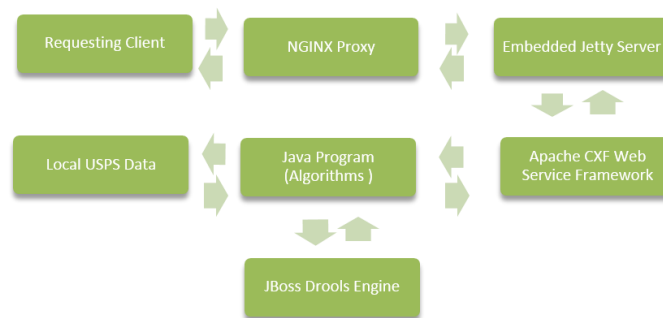 Requesting Client
NGINX Proxy
Embedded Jetty Server
Local USPS Data
Java Program
(Algorithms )
Apache CXF Web
Service Framework
JBoss Drools Engine